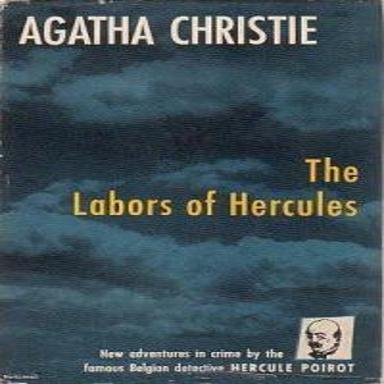 AGATHA CHRISTIE
The
Labors of Hercules
New adventures in crime by the
famous Belgian detective HERCULE POIROT